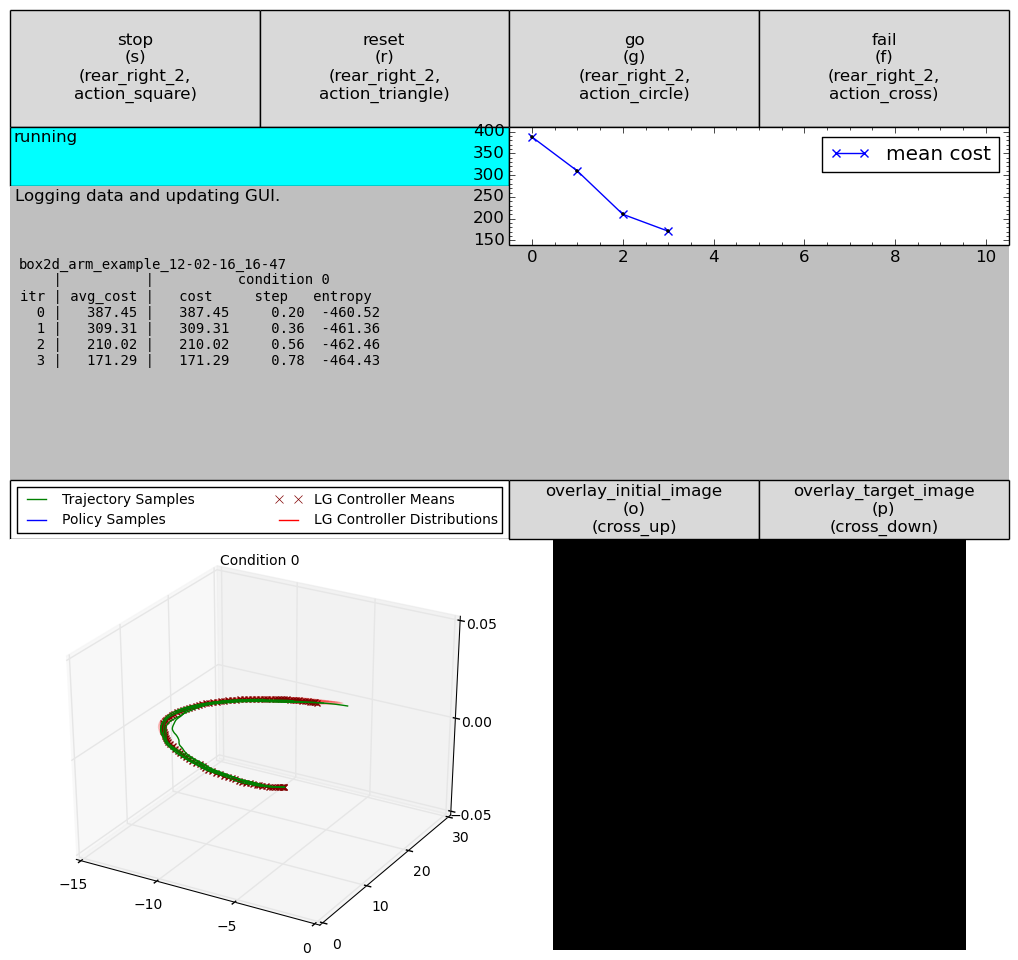 stop
(s)
(rear_right_2,
action_square)
reset
(r)
(rear_right_2,
action_triangle)
go
(g)
(rear_right_2,
action_circle)
fail
(f)
(rear_right_2,
action_cross)
running
400
350
300
250
200
150
mean cost
0 2 4 6 8 10
Logging data and updating GUI.
box2d_arm_example_12-02-16_16-47
| | condition 0
itr | avg_cost | cost step entropy
0 | 387.45 | 387.45 0.20 -460.52
1 | 309.31 | 309.31 0.36 -461.36
2 | 210.02 | 210.02 0.56 -462.46
3 | 171.29 | 171.29 0.78 -464.43
Trajectory Samples
Policy Samples
LG Controller Means
LG Controller Distributions
overlay_initial_image
(o)
(cross_up)
overlay_target_image
(p)
(cross_down)
Condition 0
0.05
0.00
−0.05
30
20
10
0
−15
−10
−5
0